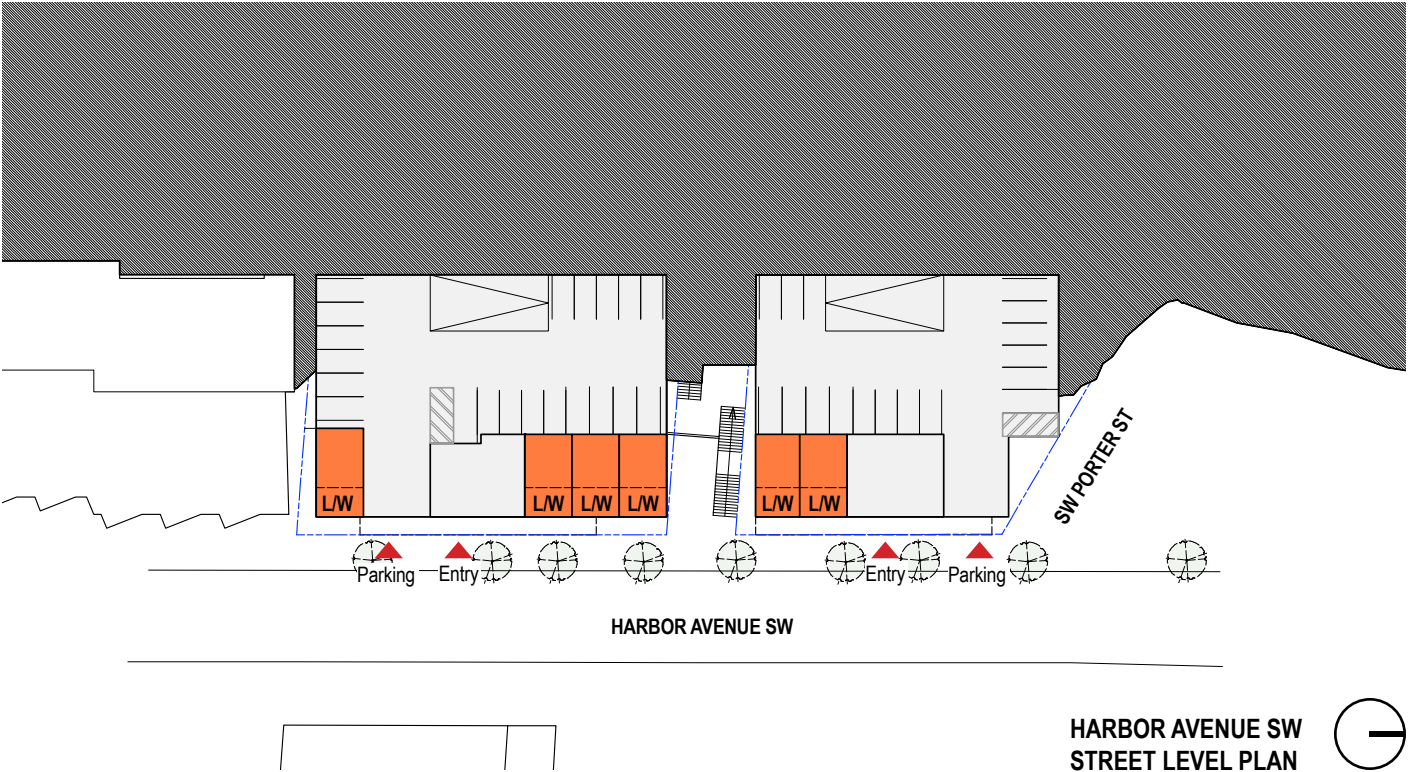 SW PORTER ST
L/W
L/W L/W L/W
L/W L/W
Parking
Entry
Entry
Parking
HARBOR AVENUE SW
HARBOR AVENUE SW
STREET LEVEL PLAN